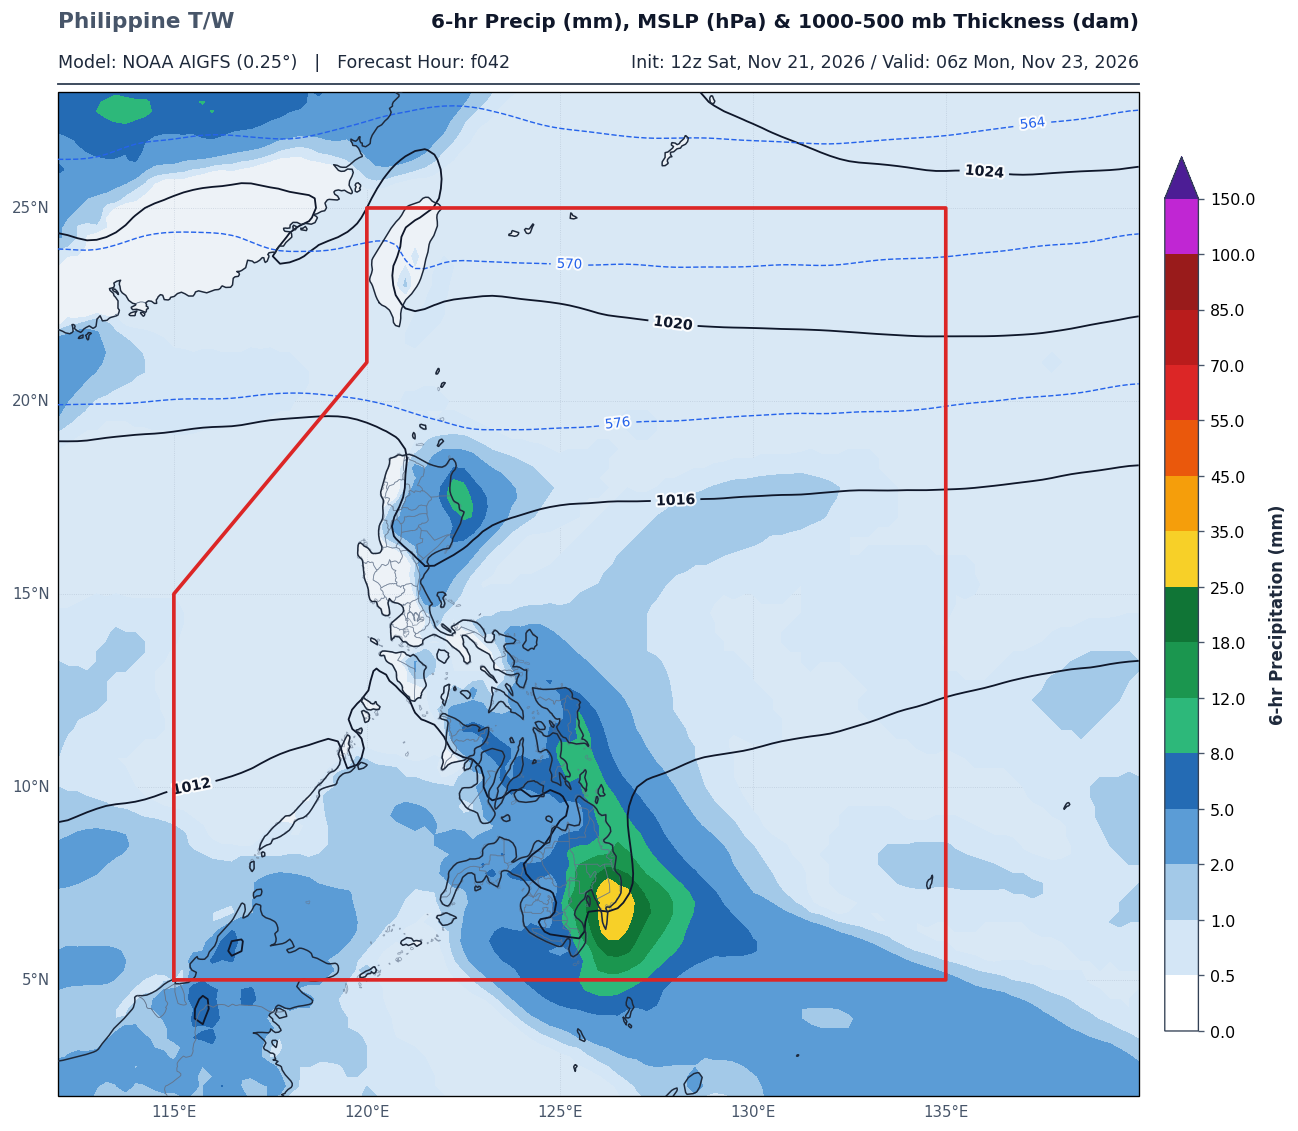 Philippine T/W
6-hr Precip (mm), MSLP (hPa) & 1000-500 mb Thickness (dam)
Model: NOAA AIGFS (0.25°) | Forecast Hour: f042
Init: 12z Sat, Nov 21, 2026 / Valid: 06z Mon, Nov 23, 2026
564
1024
570
1020
576
1016
1012
25°N
20°N
15°N
10°N
5°N
115°E
120°E
125°E
130°E
135°E
150.0
100.0
85.0
70.0
55.0
45.0
35.0
25.0
18.0
12.0
8.0
5.0
2.0
1.0
0.5
0.0
6-hr Precipitation (mm)